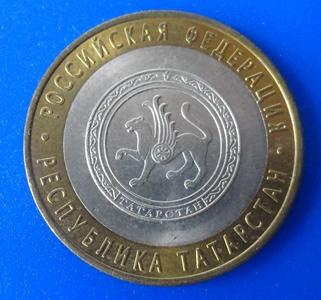 РОССИЙСКАЯ ФЕДЕРАЦИЯ
ТАТАРСТАН
РЕСПУБЛИКА ТАТАРСТАН